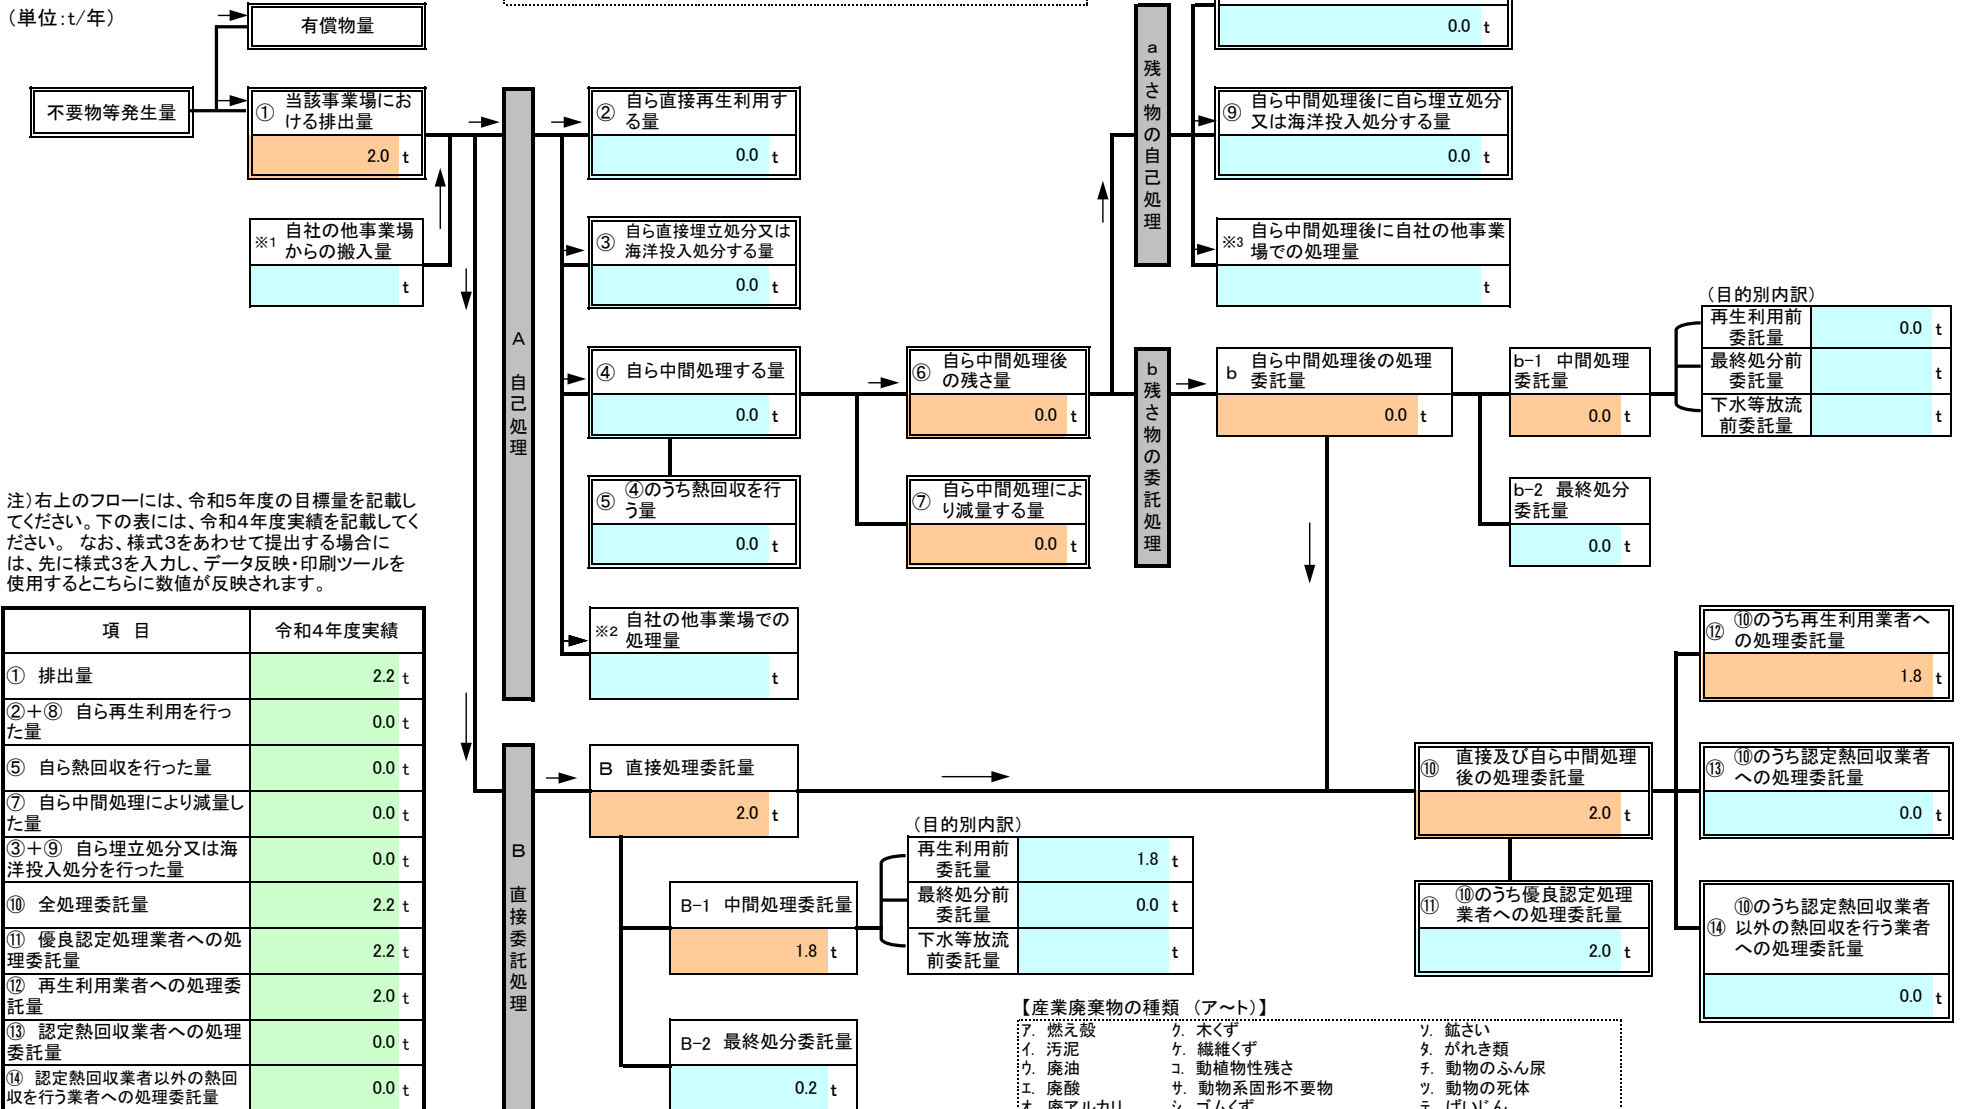 （単位：t/年）
有償物量
不要物等発生量
① 当該事業場にお
ける排出量
2.0 t
※1 自社の他事業場
からの搬入量
t
A 自己処理
② 自ら直接再生利用す
る量
0.0 t
③ 自ら直接埋立処分又は
海洋投入処分する量
0.0 t
④ 自ら中間処理する量
0.0 t
⑤ ④のうち熱回収を行
う量
0.0 t
※2 自社の他事業場での
処理量
t
⑥ 自ら中間処理後
の残さ量
0.0 t
⑦ 自ら中間処理によ
り減量する量
0.0 t
a 残さ物の自己処理
0.0 t
⑨ 自ら中間処理後に自ら埋立処分
又は海洋投入処分する量
0.0 t
※3 自ら中間処理後に自社の他事業
場での処理量
t
b 残さ物の委託処理
b 自ら中間処理後の処理
委託量
0.0 t
b-1 中間処理
委託量
0.0 t
b-2 最終処分
委託量
0.0 t
（目的別内訳）
再生利用前
委託量
0.0 t
最終処分前
委託量
t
下水等放流
前委託量
t
注）右上のフローには、令和５年度の目標量を記載し
てください。下の表には、令和４年度実績を記載してく
ださい。 なお、様式３をあわせて提出する場合に
は、先に様式３を入力し、データ反映・印刷ツールを
使用するとこちらに数値が反映されます。
項 目 令和４年度実績
① 排出量 2.2 t
②＋⑧ 自ら再生利用を行っ
た量 0.0 t
⑤ 自ら熱回収を行った量 0.0 t
⑦ 自ら中間処理により減量し
た量 0.0 t
③＋⑨ 自ら埋立処分又は海
洋投入処分を行った量 0.0 t
⑩ 全処理委託量 2.2 t
⑪ 優良認定処理業者への処
理委託量 2.2 t
⑫ 再生利用業者への処理委
託量 2.0 t
⑬ 認定熱回収業者への処理
委託量 0.0 t
⑭ 認定熱回収業者以外の熱回
収を行う業者への処理委託量 0.0 t
B 直接委託処理
B 直接処理委託量
2.0 t
B-1 中間処理委託量
1.8 t
B-2 最終処分委託量
0.2 t
（目的別内訳）
再生利用前
委託量
1.8 t
最終処分前
委託量
0.0 t
下水等放流
前委託量
t
⑩ 直接及び自ら中間処理
後の処理委託量
2.0 t
⑪ ⑩のうち優良認定処理
業者への処理委託量
2.0 t
⑫ ⑩のうち再生利用業者へ
の処理委託量
1.8 t
⑬ ⑩のうち認定熱回収業者
への処理委託量
0.0 t
⑭ ⑩のうち認定熱回収業者
以外の熱回収を行う業者
への処理委託量
0.0 t
【産業廃棄物の種類 （ア～ト）】
ア. 燃え殻 ク. 木くず ソ. 鉱さい
イ. 汚泥 ケ. 繊維くず タ. がれき類
ウ. 廃油 コ. 動植物性残さ チ. 動物のふん尿
エ. 廃酸 サ. 動物系固形不要物 ツ. 動物の死体
オ. 廃アルカリ シ. ゴムくず テ. ばいじん